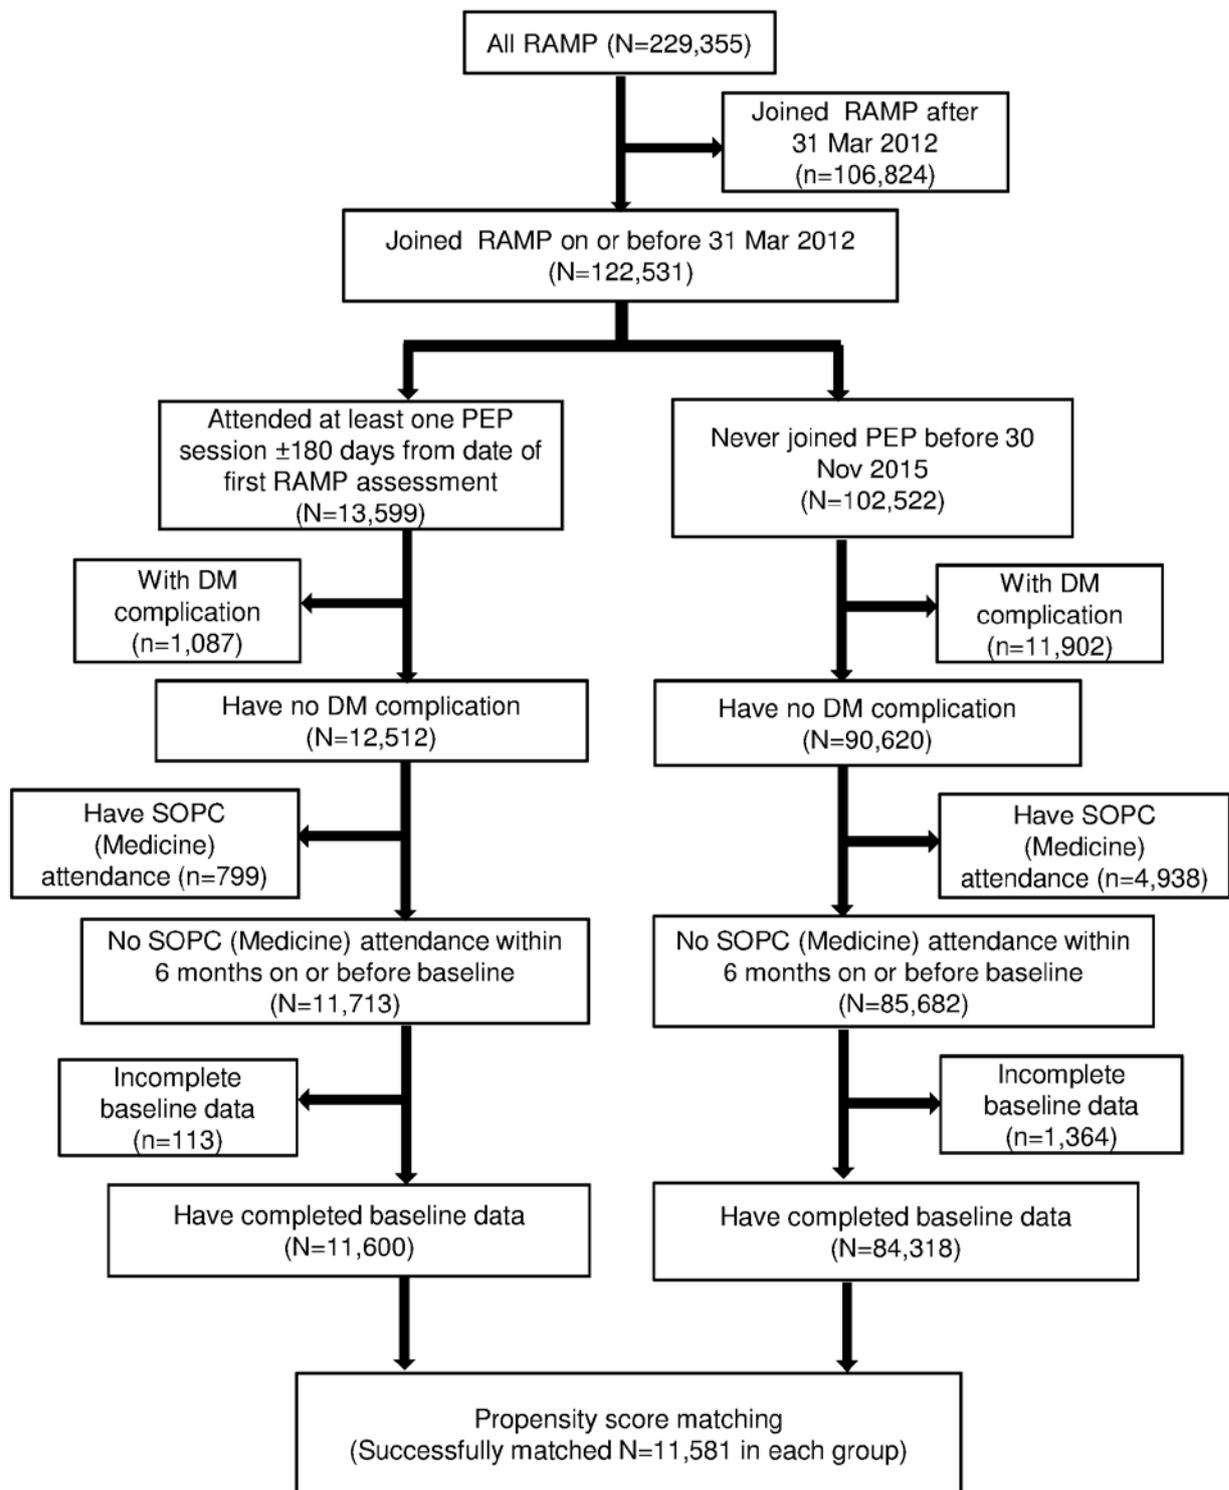 All RAMP (N=229,355)
Joined RAMP after
31 Mar 2012
(n=106,824)
Joined RAMP on or before 31 Mar 2012
(N=122,531)
Attended at least one PEP
session ±180 days from date of
first RAMP assessment
(N=13,599)
Never joined PEP before 30
Nov 2015
(N=102,522)
With DM
complication
(n=1,087)
With DM
complication
(n=11,902)
Have no DM complication
(N=12,512)
Have no DM complication
(N=90,620)
Have SOPC
(Medicine)
attendance (n=799)
Have SOPC
(Medicine)
attendance (n=4,938)
No SOPC (Medicine) attendance within
6 months on or before baseline
(N=11,713)
No SOPC (Medicine) attendance within
6 months on or before baseline
(N=85,682)
Incomplete
baseline data
(n=113)
Incomplete
baseline data
(n=1,364)
Have completed baseline data
(N=11,600)
Have completed baseline data
(N=84,318)
Propensity score matching
(Successfully matched N=11,581 in each group)